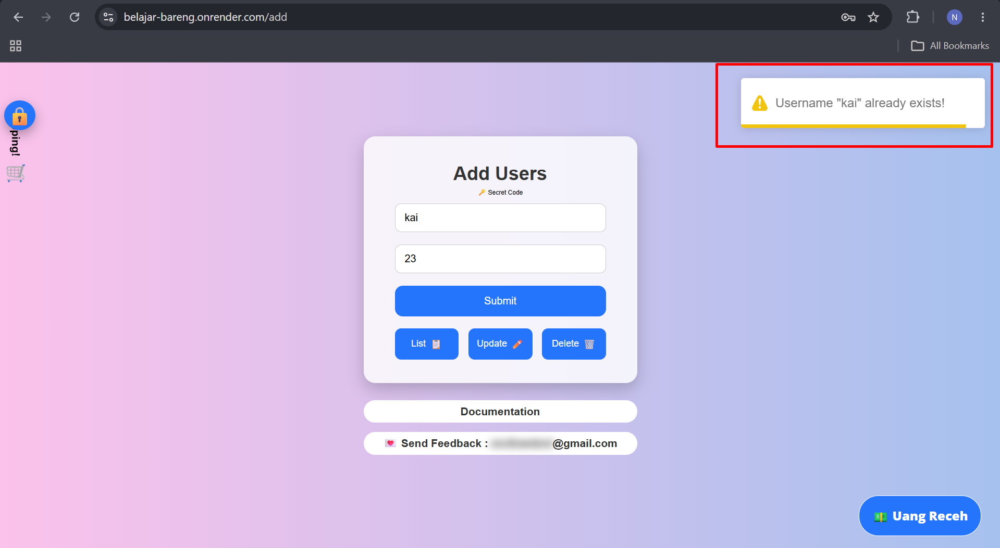 belajar-bareng.onrender.com/add
N
All Bookmarks
Username "kai" already exists!
ping!
Add Users
Secret Code
kai
23
Submit
List
Update
Delete
Documentation
Send Feedback : @gmail.com
Uang Receh